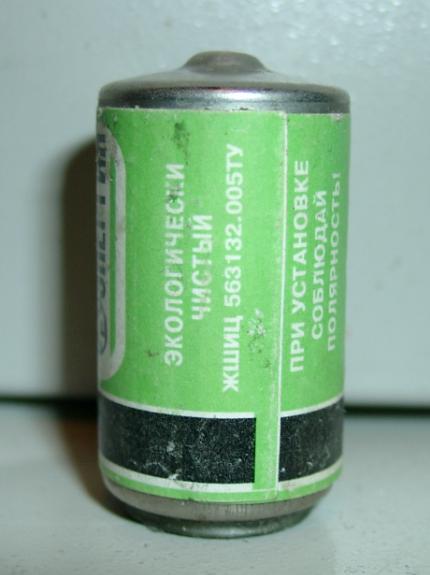 ЭКОЛОГИЧЕСКИ
ЧИСТЫЙ
ЖШИЦ 563132.005ТУ
ПРИ УСТАНОВКЕ
СОБЛЮДАЙ
ПОЛЯРНОСТЬ!